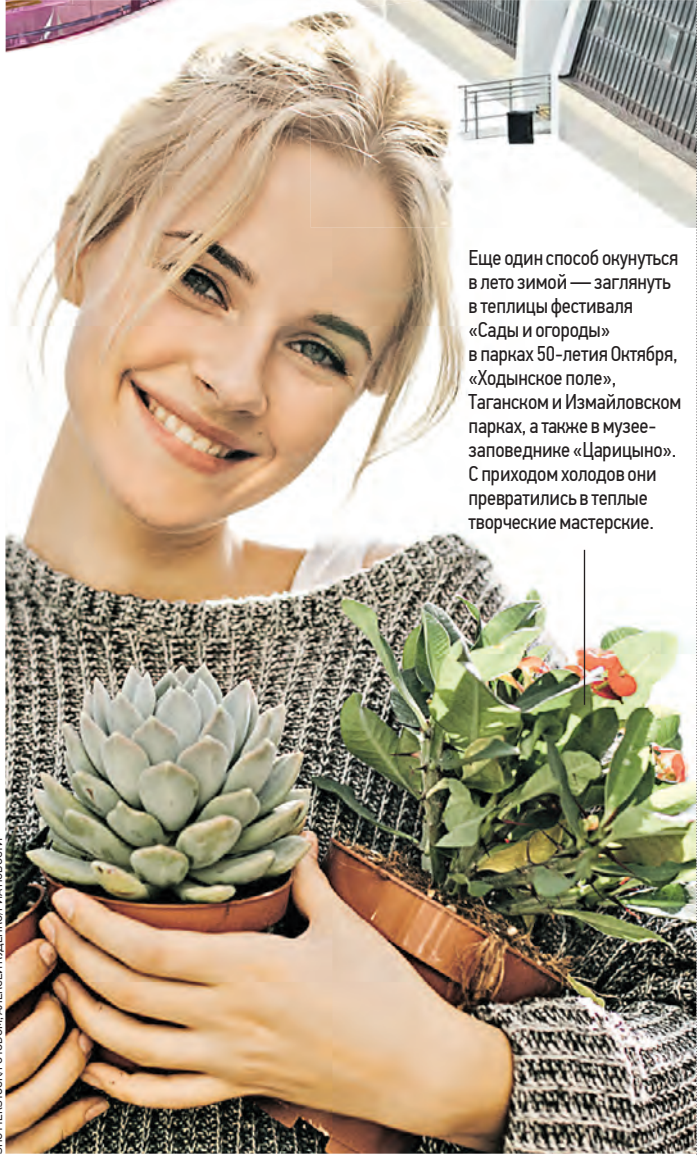 Еще один способ окунуться
в лето зимой — заглянуть
в теплицы фестиваля
«Сады и огороды»
в парках 50-летия Октября,
«Ходынское поле»,
Таганском и Измайловском
парках, а также в музее-
заповеднике «Царицыно».
С приходом холодов они
превратились в теплые
творческие мастерские.